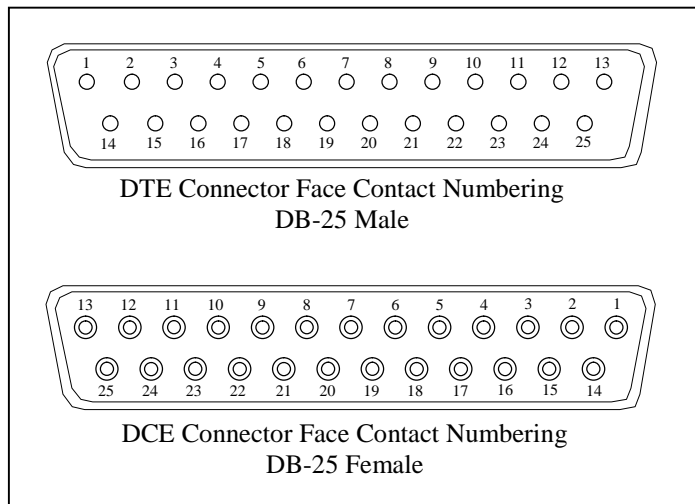 1 2 3 4 5 6 7 8 9 10 11 12 13
14 15 16 17 18 19 20 21 22 23 24 25
DTE Connector Face Contact Numbering
DB-25 Male
13 12 11 10 9 8 7 6 5 4 3 2 1
25 24 23 22 21 20 19 18 17 16 15 14
DCE Connector Face Contact Numbering
DB-25 Female